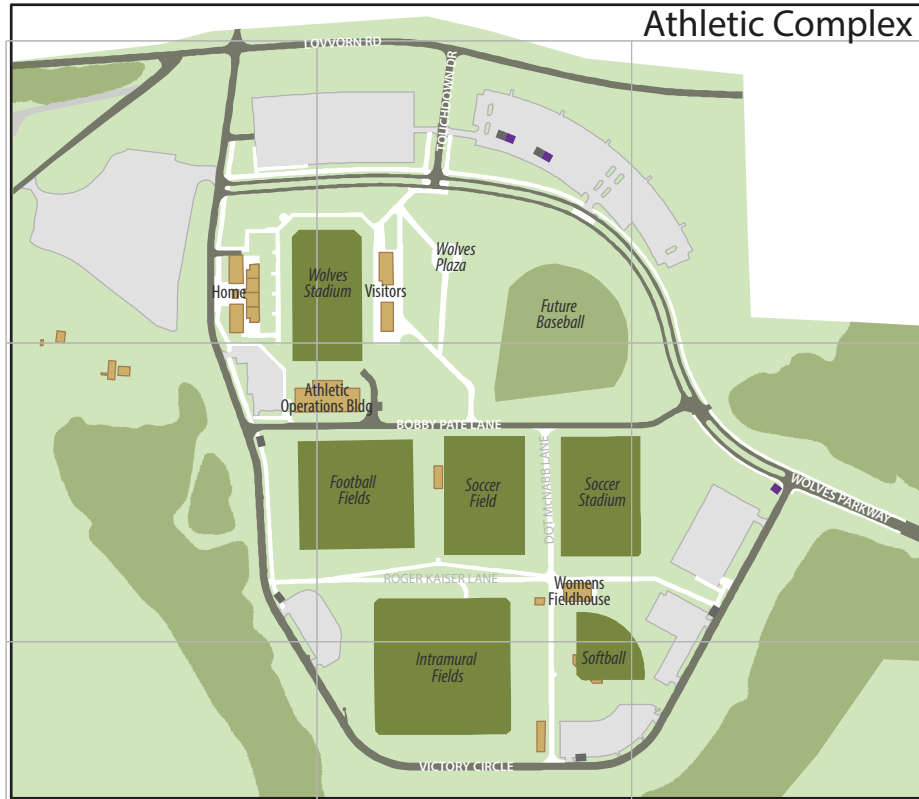 Athletic Complex
LOVVORN RD
TOUCHDOWN DR
Wolves
Plaza
Wolves
Stadium
Home
Visitors
Future
Baseball
Athletic
Operations Bldg
BOBBY PATE LANE
Football
Fields
Soccer
Field
DOT McNABB LANE
Soccer
Stadium
WOLVES PARKWAY
ROGER KAISER LANE
Womens
Fieldhouse
Intramural
Fields
Softball
VICTORY CIRCLE